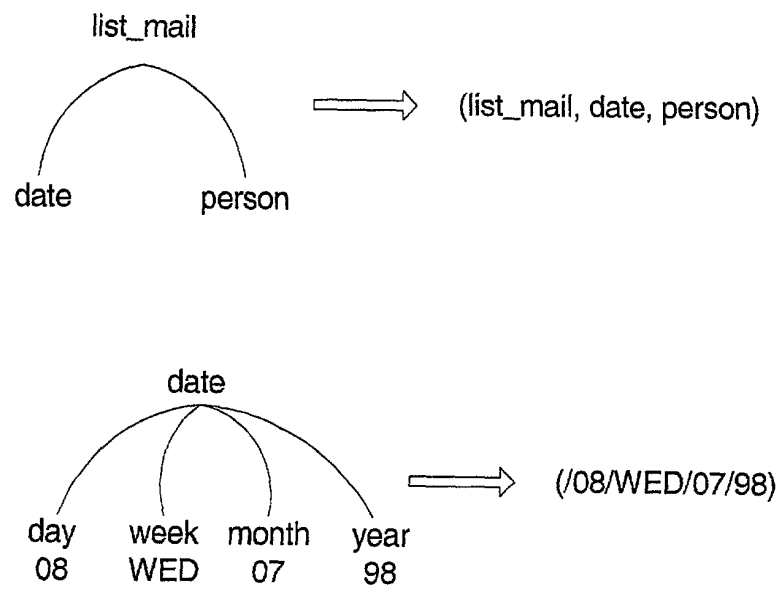 list_mail
(list_mail, date, person)
date person
date
(/08/WED/07/98)
day week month year
08 WED 07 98